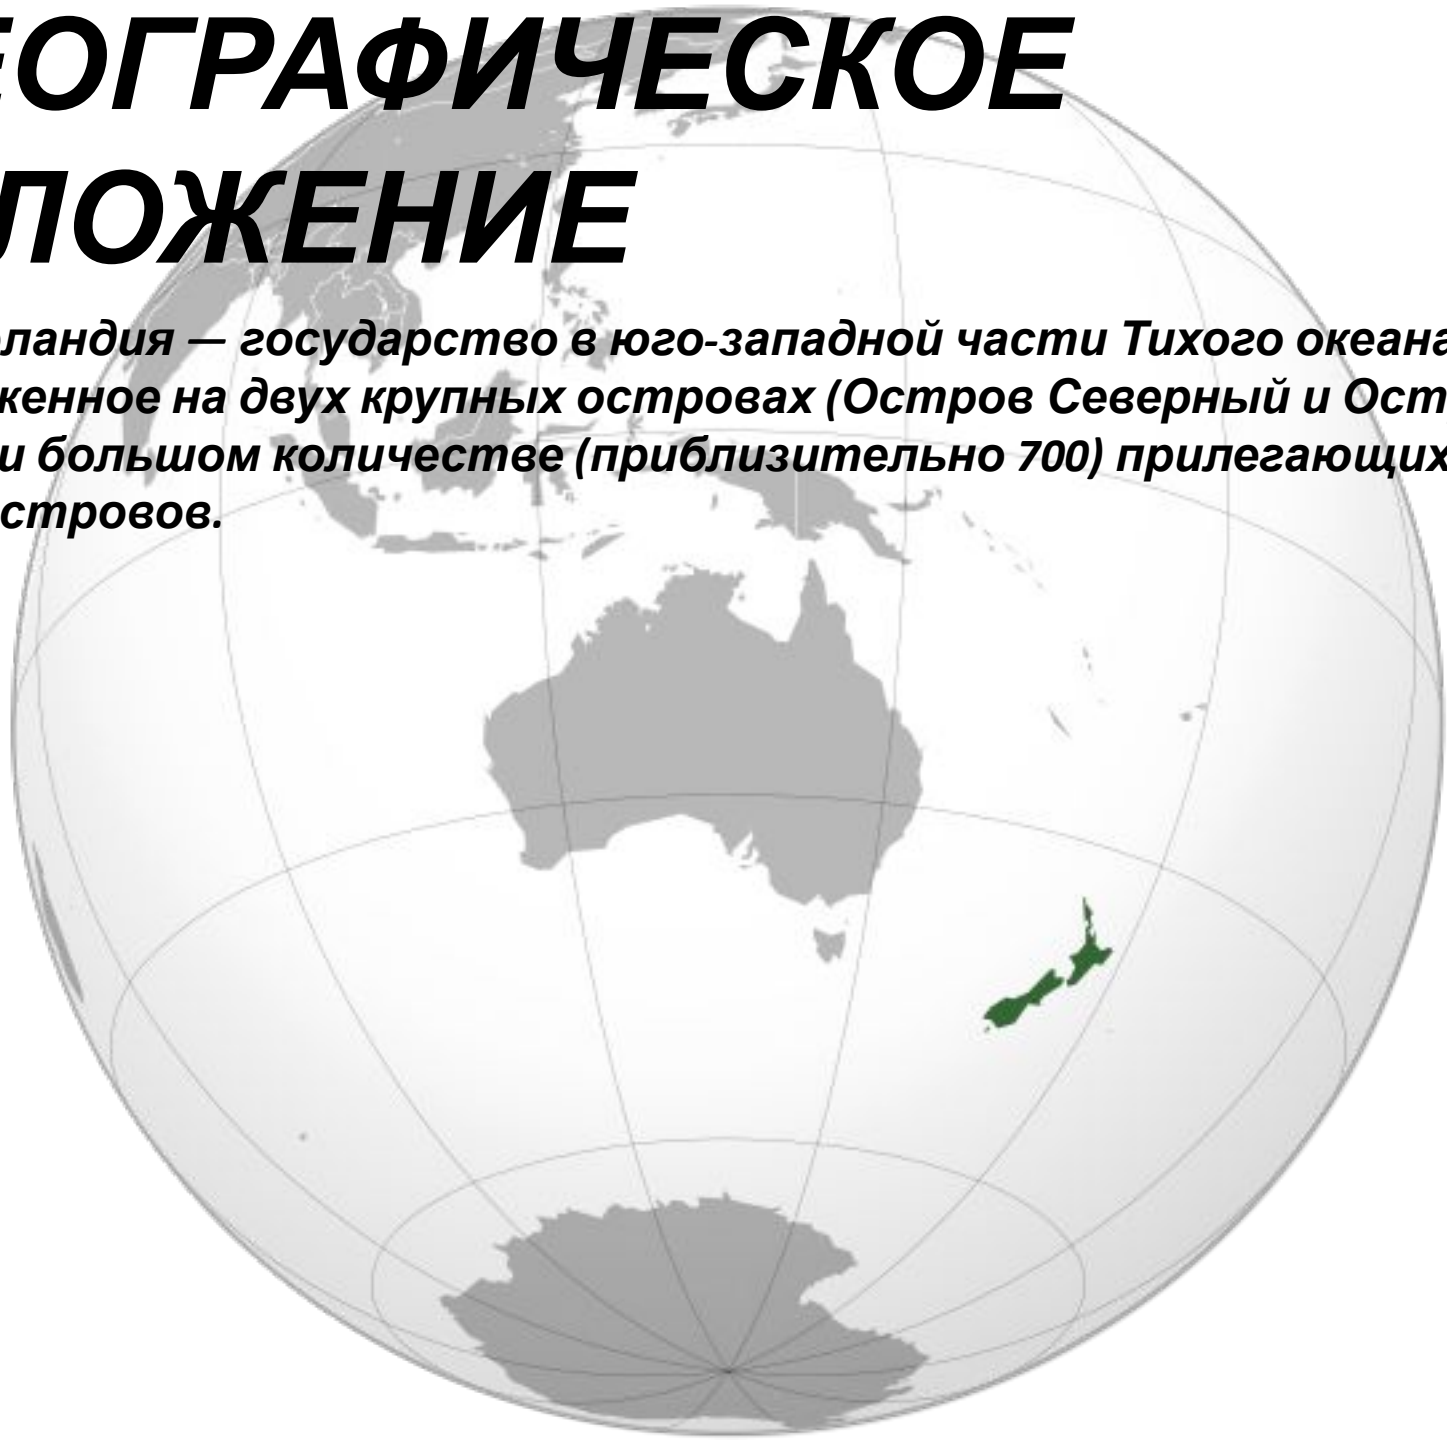 ЕОГРАФИЧЕСКОЕ
ЛОЖЕНИЕ
ландия — государство в юго-западной части Тихого океана
женное на двух крупных островах (Остров Северный и Ост
и большом количестве (приблизительно 700) прилегающих
стровов.